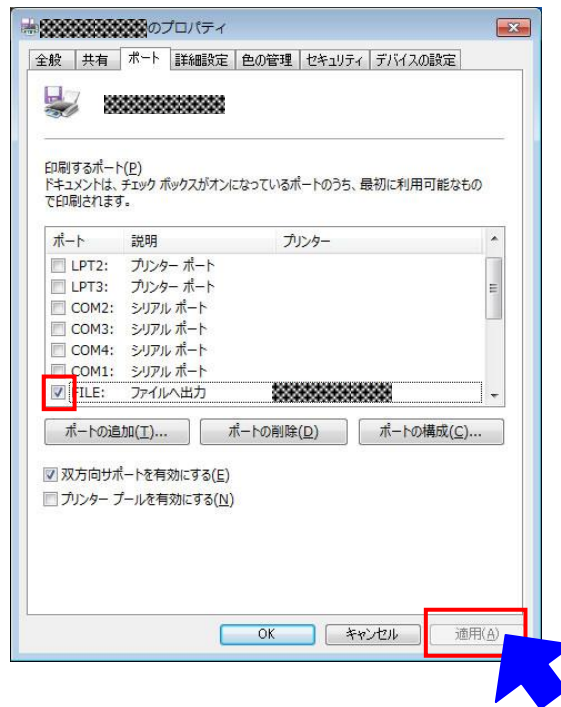 のプロパティ
全般 共有 ポート 詳細設定 色の管理 セキュリティ デバイスの設定
印刷するポート(P)
ドキュメントは、チェック ボックスがオンになっているポートのうち、最初に利用可能なもの
で印刷されます。
ポート 説明 プリンター
LPT2: プリンター ポート
LPT3: プリンター ポート
COM2: シリアル ポート
COM3: シリアル ポート
COM4: シリアル ポート
COM1: シリアル ポート
FILE: ファイルへ出力
ポートの追加(T)... ポートの削除(D) ポートの構成(C)...
双方向サポートを有効にする(E)
プリンター プールを有効にする(N)
OK キャンセル 適用(A)